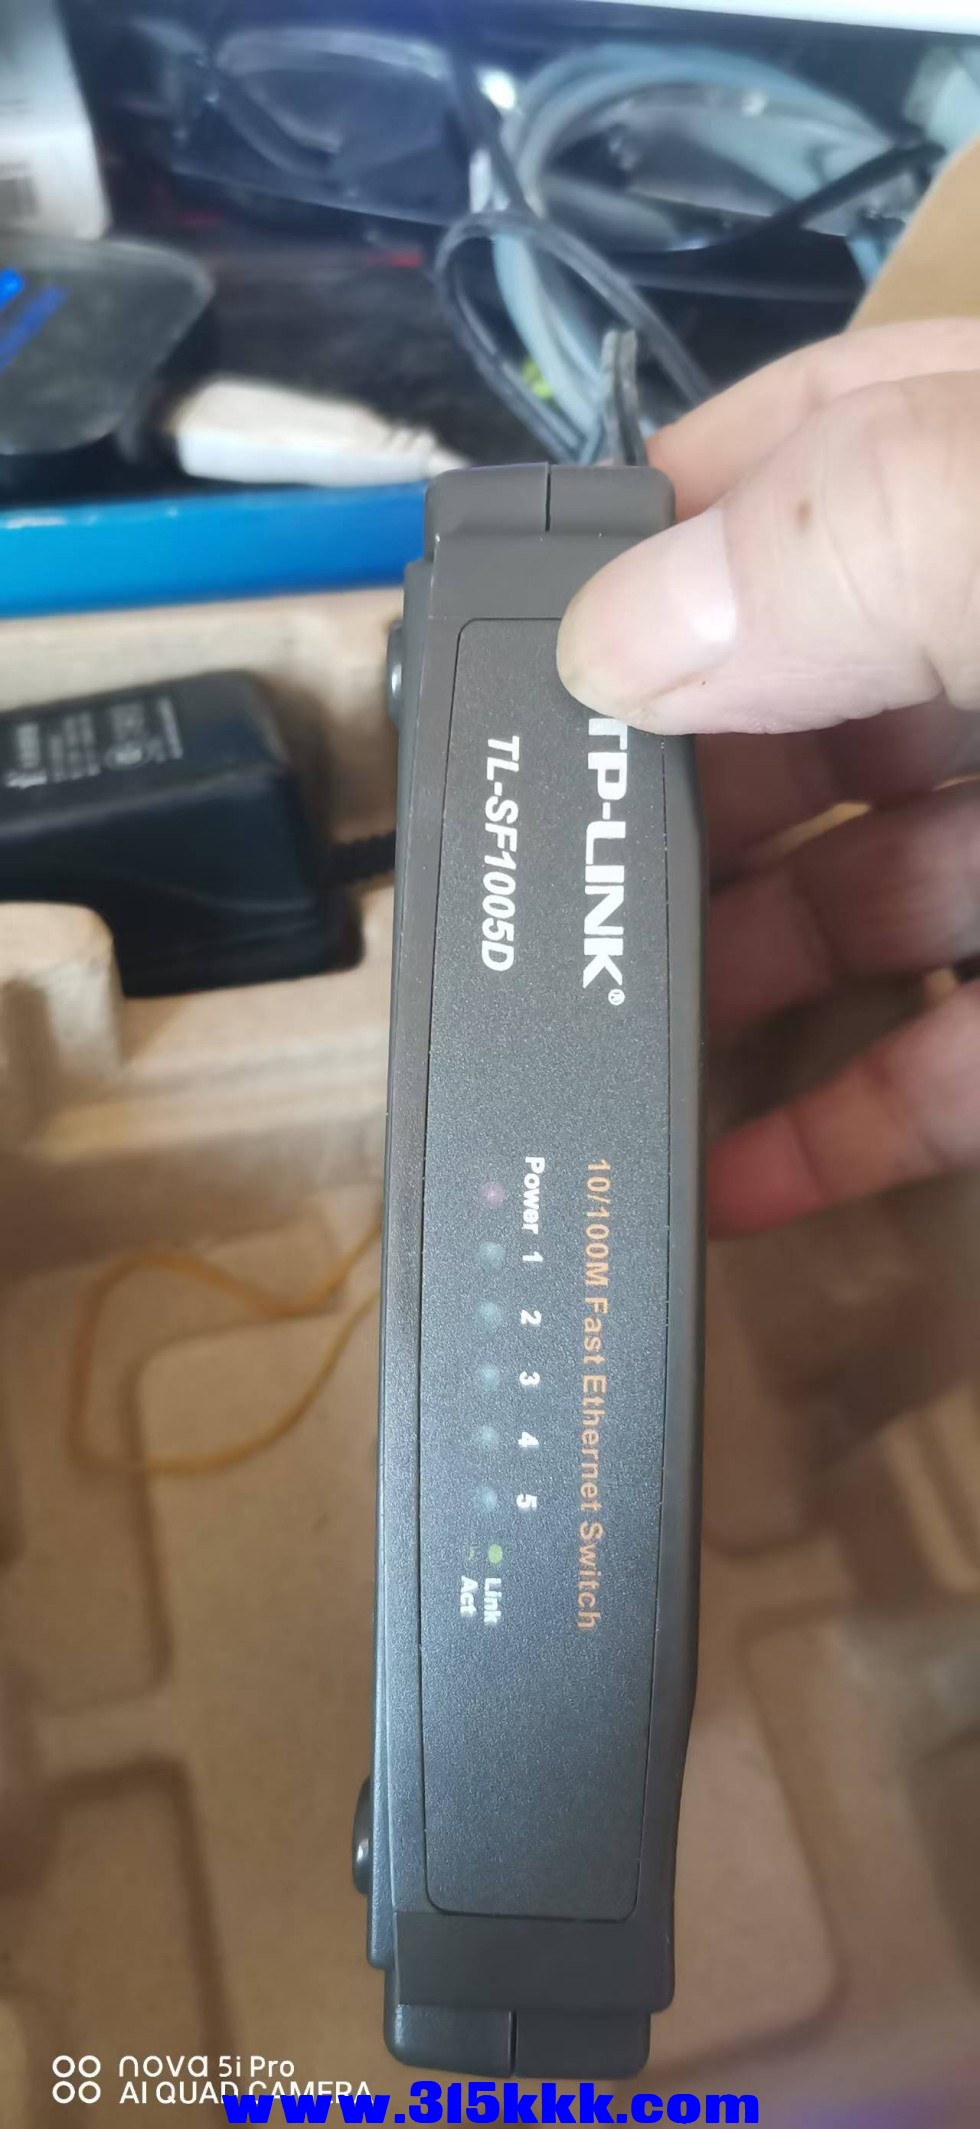 TP-LINK®
TL-SF1005D
10/100M Fast Ethernet Switch
Power 1 2 3 4 5
Link
Act
nova 5i Pro
AI QUAD CAMERA
www.315kkk.com